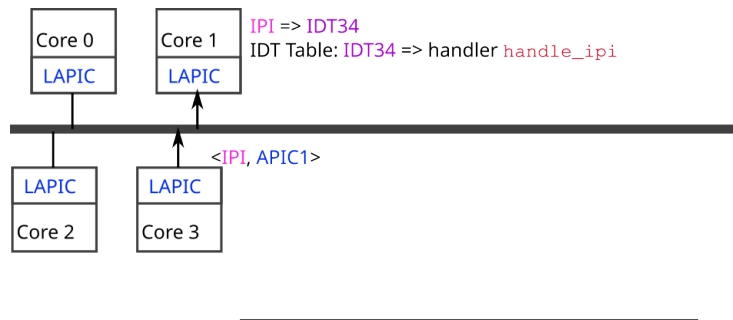 Core 0
LAPIC
Core 1
LAPIC
IPI => IDT34
IDT Table: IDT34 => handler handle_ipi
<IPI, APIC1>
LAPIC
Core 2
LAPIC
Core 3